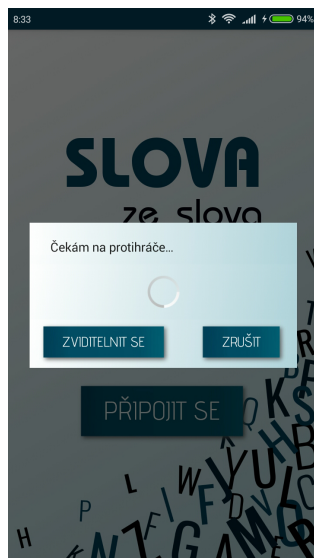 8:33 94%
SLOVA
ze slova
Čekám na protihráče...
ZVIDITELNIT SE ZRUŠIT
PŘIPOJIT SE